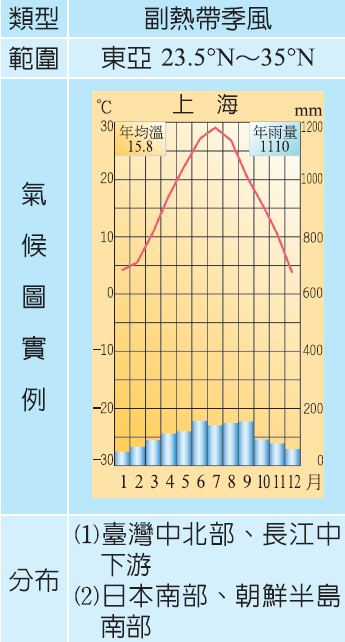 類型
副熱帶季風
範圍
東亞 23.5°N～35°N
氣候圖實例
℃ 上海 mm
年均溫
15.8
年雨量
1110
30 1200
20 1000
10 800
0 600
-10 400
-20 200
-30 0
1 2 3 4 5 6 7 8 9 10 11 12 月
分布
(1)臺灣中北部、長江中
下游
(2)日本南部、朝鮮半島
南部